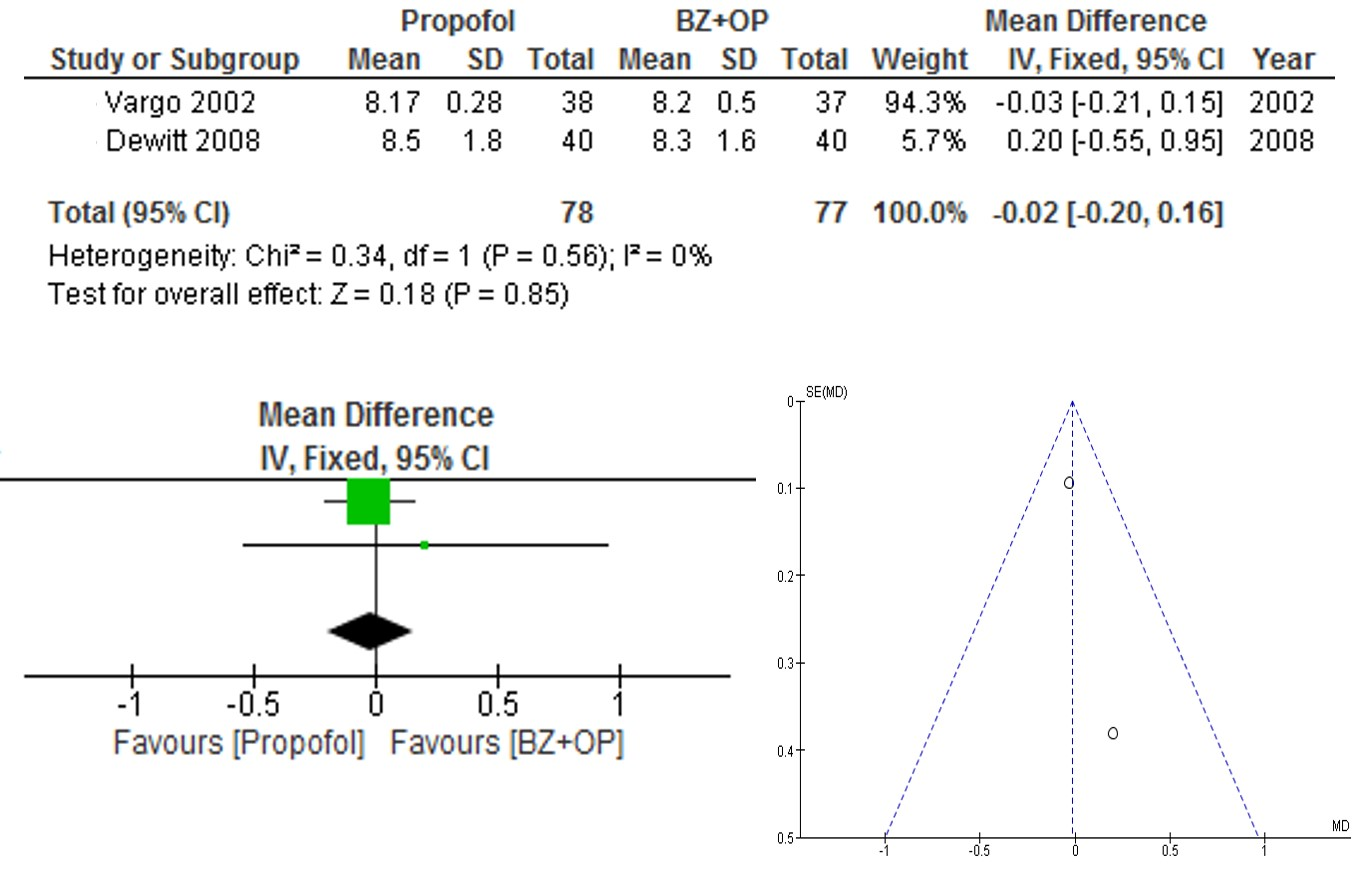 Propofol BZ+OP Mean Difference
Study or Subgroup Mean SD Total Mean SD Total Weight IV, Fixed, 95% CI Year
Vargo 2002 8.17 0.28 38 8.2 0.5 37 94.3% -0.03 [-0.21, 0.15] 2002
Dewitt 2008 8.5 1.8 40 8.3 1.6 40 5.7% 0.20 [-0.55, 0.95] 2008
Total (95% CI) 78 77 100.0% -0.02 [-0.20, 0.16]
Heterogeneity: Chi² = 0.34, df = 1 (P = 0.56); I² = 0%
Test for overall effect: Z = 0.18 (P = 0.85)
Mean Difference
IV, Fixed, 95% CI
-1 -0.5 0 0.5 1
Favours [Propofol] Favours [BZ+OP]
SE(MD)
0
0.1
0.2
0.3
0.4
0.5
MD
-1 -0.5 0 0.5 1